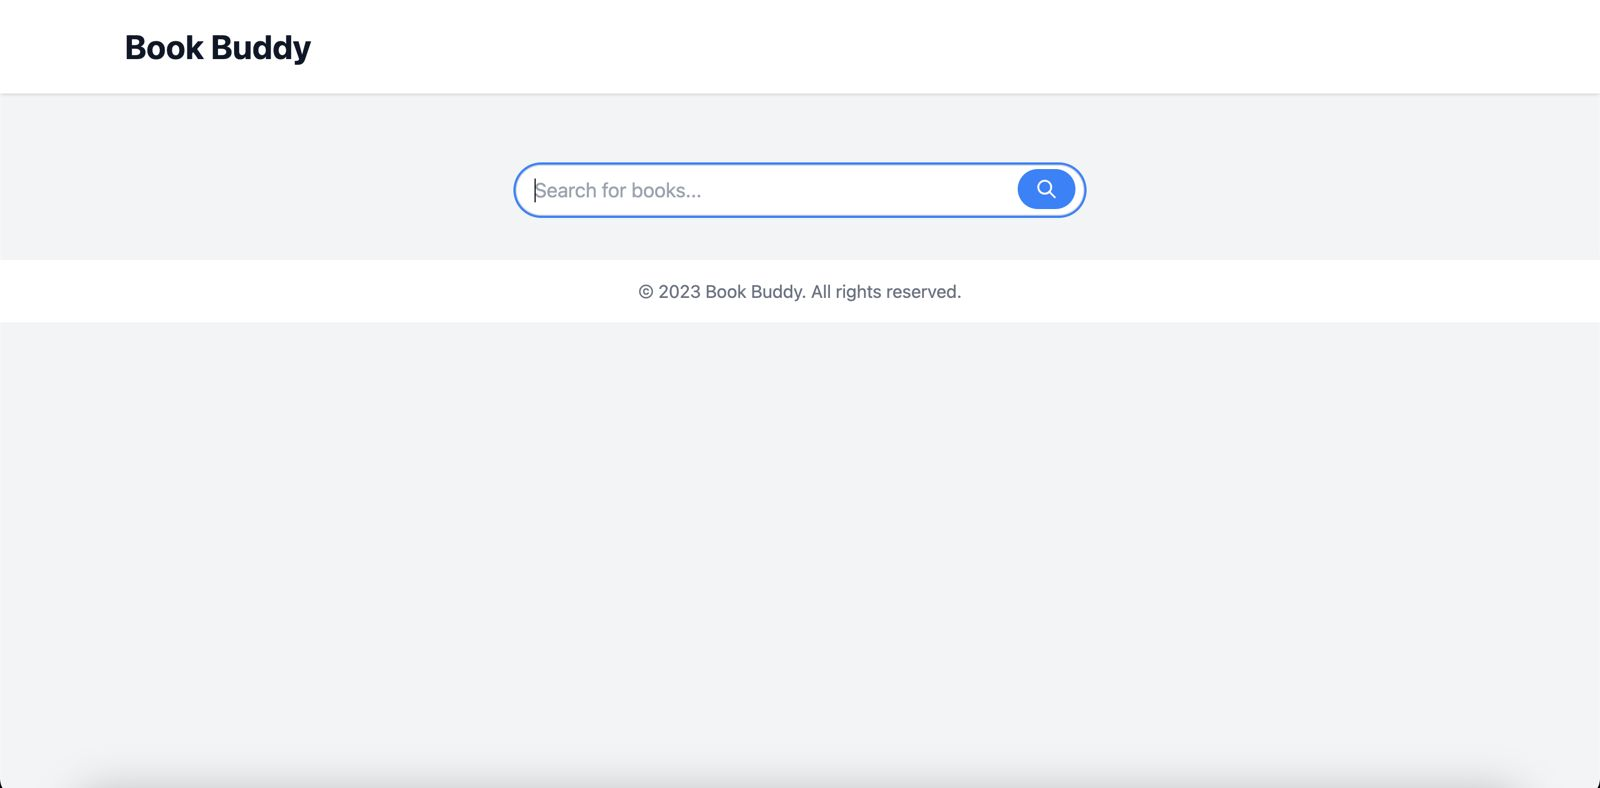 Book Buddy
Search for books...
© 2023 Book Buddy. All rights reserved.